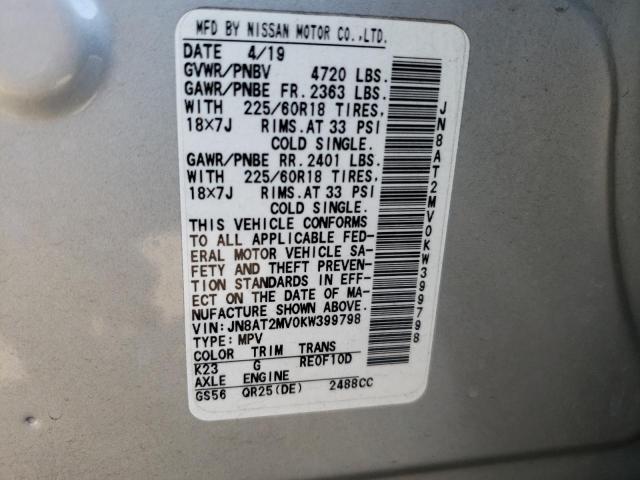 MFD BY NISSAN MOTOR CO.,LTD.
DATE 4/19
GVWR/PNBV 4720 LBS.
GAWR/PNBE FR. 2363 LBS.
WITH 225/60R18 TIRES,
18×7J RIMS.AT 33 PSI
COLD SINGLE.
GAWR/PNBE RR. 2401 LBS.
WITH 225/60R18 TIRES,
18×7J RIMS.AT 33 PSI
COLD SINGLE.
THIS VEHICLE CONFORMS
TO ALL APPLICABLE FED-
ERAL MOTOR VEHICLE SA-
FETY AND THEFT PREVEN-
TION STANDARDS IN EFF-
ECT ON THE DATE OF MA-
NUFACTURE SHOWN ABOVE.
VIN: JN8AT2MV0KW399798
TYPE: MPV
COLOR TRIM TRANS
K23 G RE0F10D
AXLE ENGINE
GS56 QR25(DE) 2488CC
JN8AT2MV0KW399798